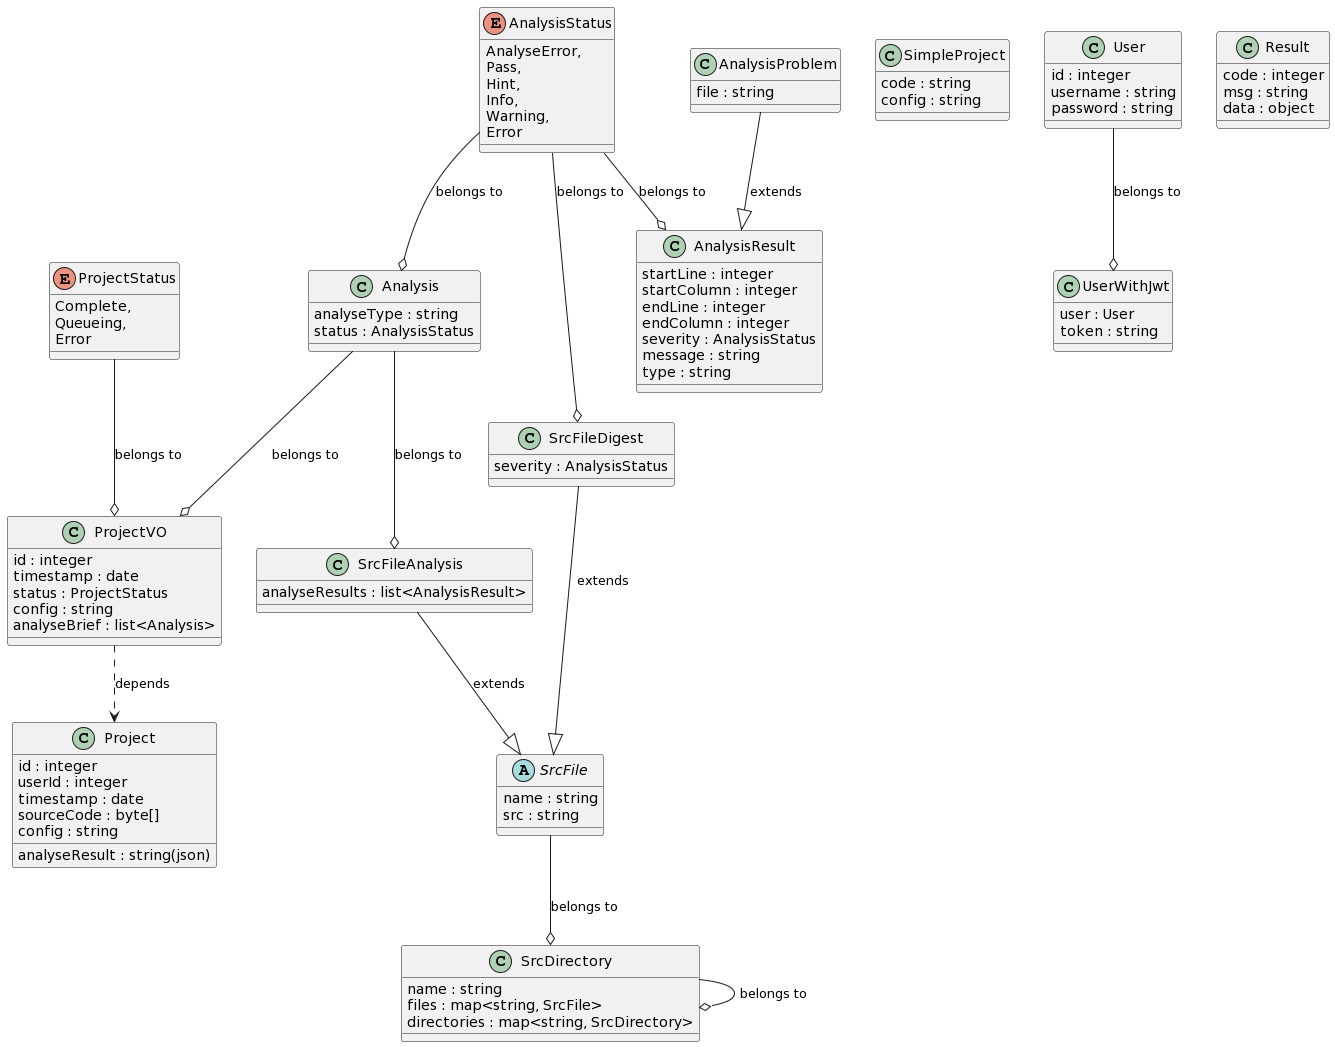 E AnalysisStatus
AnalyseError,
Pass,
Hint,
Info,
Warning,
Error
C AnalysisProblem
file : string
C SimpleProject
code : string
config : string
C User
id : integer
username : string
password : string
C Result
code : integer
msg : string
data : object
belongs to
belongs to
belongs to
extends
belongs to
E ProjectStatus
Complete,
Queueing,
Error
C Analysis
analyseType : string
status : AnalysisStatus
C AnalysisResult
startLine : integer
startColumn : integer
endLine : integer
endColumn : integer
severity : AnalysisStatus
message : string
type : string
C UserWithJwt
user : User
token : string
belongs to
belongs to
belongs to
C SrcFileDigest
severity : AnalysisStatus
C ProjectVO
id : integer
timestamp : date
status : ProjectStatus
config : string
analyseBrief : list<Analysis>
C SrcFileAnalysis
analyseResults : list<AnalysisResult>
extends
depends
extends
C Project
id : integer
userId : integer
timestamp : date
sourceCode : byte[]
config : string
analyseResult : string(json)
A SrcFile
name : string
src : string
belongs to
C SrcDirectory
name : string
files : map<string, SrcFile>
directories : map<string, SrcDirectory>
belongs to